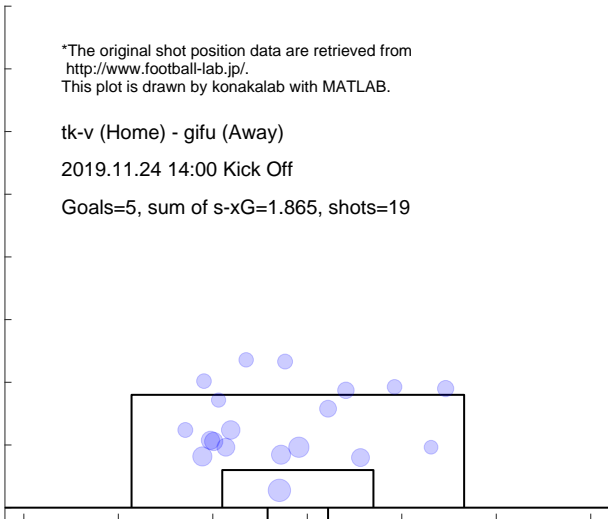 *The original shot position data are retrieved from
http://www.football-lab.jp/.
This plot is drawn by konakalab with MATLAB.
tk-v (Home) - gifu (Away)
2019.11.24 14:00 Kick Off
Goals=5, sum of s-xG=1.865, shots=19